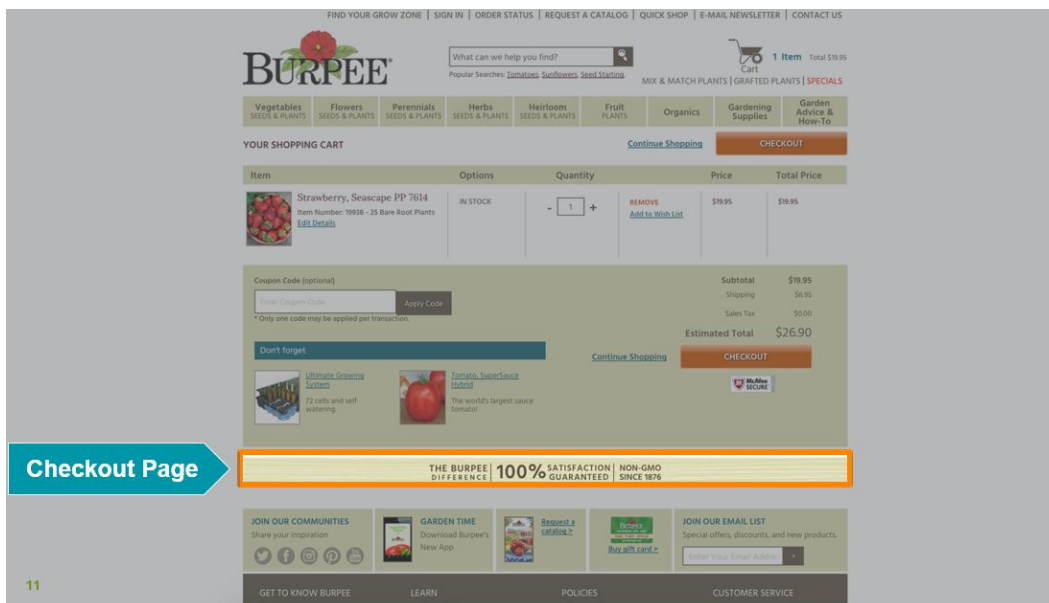 FIND YOUR GROW ZONE | SIGN IN | ORDER STATUS | REQUEST A CATALOG | QUICK SHOP | E-MAIL NEWSLETTER | CONTACT US
BURPEE
What can we help you find?
Popular Searches: Tomatoes, Sunflowers, Seed Starting,
Cart
1 Item Total $19.95
MIX & MATCH PLANTS | GRAFTED PLANTS | SPECIALS
Vegetables
SEEDS & PLANTS
Flowers
SEEDS & PLANTS
Perennials
SEEDS & PLANTS
Herbs
SEEDS & PLANTS
Heirloom
SEEDS & PLANTS
Fruit
PLANTS
Organics
Gardening
Supplies
Garden
Advice &
How-To
YOUR SHOPPING CART
Continue Shopping
CHECKOUT
Item Options Quantity Price Total Price
Strawberry, Seascape PP 7614
Item Number: 19938 - 25 Bare Root Plants
Edit Details
IN STOCK
- 1 +
REMOVE
Add to Wish List
$19.95
$19.95
Coupon Code (optional)
Enter Coupon Code
Apply Code
* Only one code may be applied per transaction.
Subtotal $19.95
Shipping $6.95
Sales Tax $0.00
Estimated Total $26.90
Don't forget
Continue Shopping
CHECKOUT
McAfee
SECURE
Ultimate Growing
System
72 cells and self
watering.
Tomato, SuperSauce
Hybrid
The world's largest sauce
tomato!
Checkout Page
THE BURPEE
DIFFERENCE
100% SATISFACTION
GUARANTEED
NON-GMO
SINCE 1876
JOIN OUR COMMUNITIES
Share your inspiration
GARDEN TIME
Download Burpee's
New App
Request a
catalog >
Burpee
Buy gift card >
JOIN OUR EMAIL LIST
Special offers, discounts, and new products.
Enter Your Email Address
11
GET TO KNOW BURPEE LEARN POLICIES CUSTOMER SERVICE